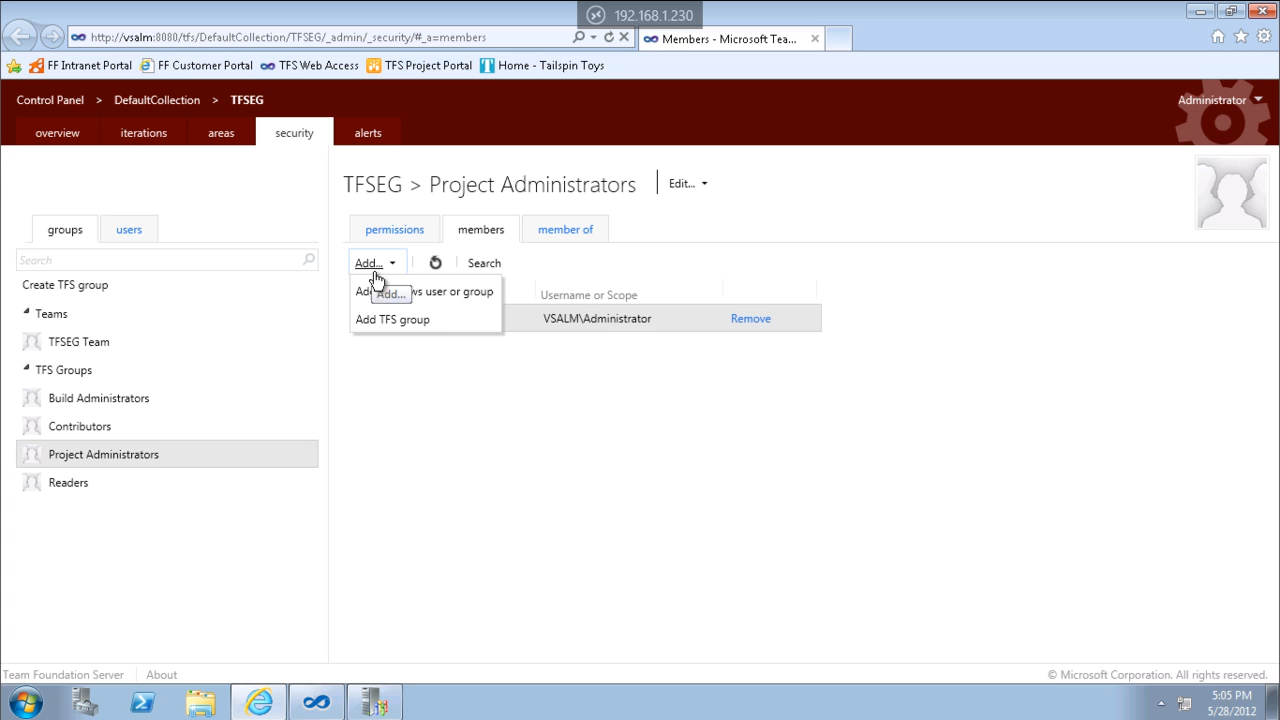 192.168.1.230
http://vsalm:8080/tfs/DefaultCollection/TFSEG/_admin/_security/#_a=members
Members - Microsoft Tea...
FF Intranet Portal FF Customer Portal TFS Web Access TFS Project Portal Home - Tailspin Toys
Control Panel > DefaultCollection > TFSEG
Administrator
overview iterations areas security alerts
TFSEG > Project Administrators Edit...
groups users
permissions members member of
Search
Add... Search
Create TFS group
user or group
Add...
Username or Scope
Teams
Add TFS group
VSALM\Administrator Remove
TFSEG Team
TFS Groups
Build Administrators
Contributors
Project Administrators
Readers
Team Foundation Server About
© Microsoft Corporation. All rights reserved.
5:05 PM
5/28/2012